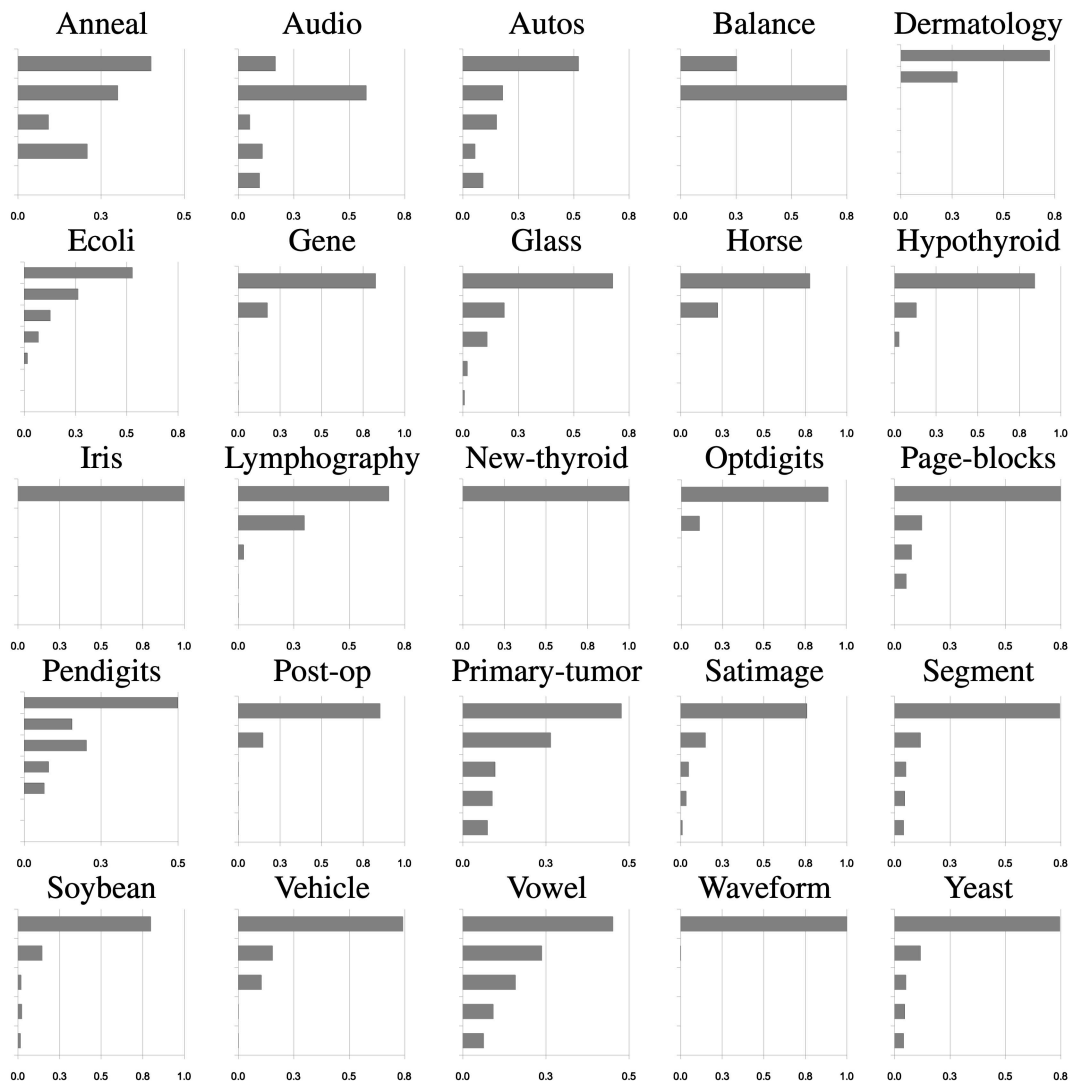 Anneal Audio Autos Balance Dermatology
0.0 0.3 0.5 0.0 0.3 0.5 0.8 0.0 0.3 0.5 0.8 0.0 0.3 0.5 0.8 0.0 0.3 0.5 0.8
Ecoli Gene Glass Horse Hypothyroid
0.0 0.3 0.5 0.8 0.0 0.3 0.5 0.8 1.0 0.0 0.3 0.5 0.8 0.0 0.3 0.5 0.8 1.0 0.0 0.3 0.5 0.8 1.0
Iris Lymphography New-thyroid Optdigits Page-blocks
0.0 0.3 0.5 0.8 1.0 0.0 0.3 0.5 0.8 0.0 0.3 0.5 0.8 1.0 0.0 0.3 0.5 0.8 1.0 0.0 0.3 0.5 0.8
Pendigits Post-op Primary-tumor Satimage Segment
0.0 0.3 0.5 0.0 0.3 0.5 0.8 1.0 0.0 0.3 0.5 0.0 0.3 0.5 0.8 1.0 0.0 0.3 0.5 0.8
Soybean Vehicle Vowel Waveform Yeast
0.0 0.3 0.5 0.8 1.0 0.0 0.3 0.5 0.8 0.0 0.3 0.5 0.0 0.3 0.5 0.8 1.0 0.0 0.3 0.5 0.8